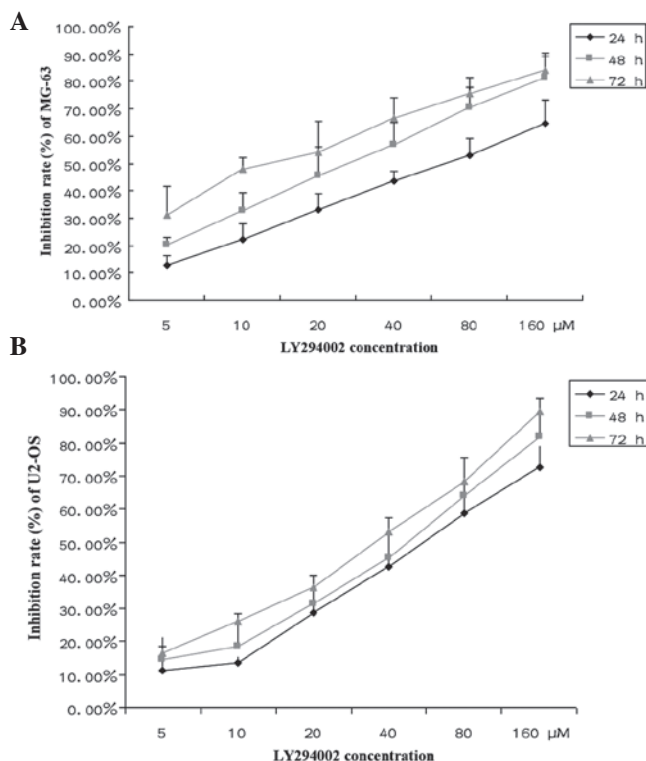 A
100.00%
90.00%
80.00%
70.00%
60.00%
50.00%
40.00%
30.00%
20.00%
10.00%
0.00%
Inhibition rate (%) of MG-63
5 10 20 40 80 160 μM
LY294002 concentration
24 h
48 h
72 h
B
100.00%
90.00%
80.00%
70.00%
60.00%
50.00%
40.00%
30.00%
20.00%
10.00%
0.00%
Inhibition rate (%) of U2-OS
5 10 20 40 80 160 μM
LY294002 concentration
24 h
48 h
72 h